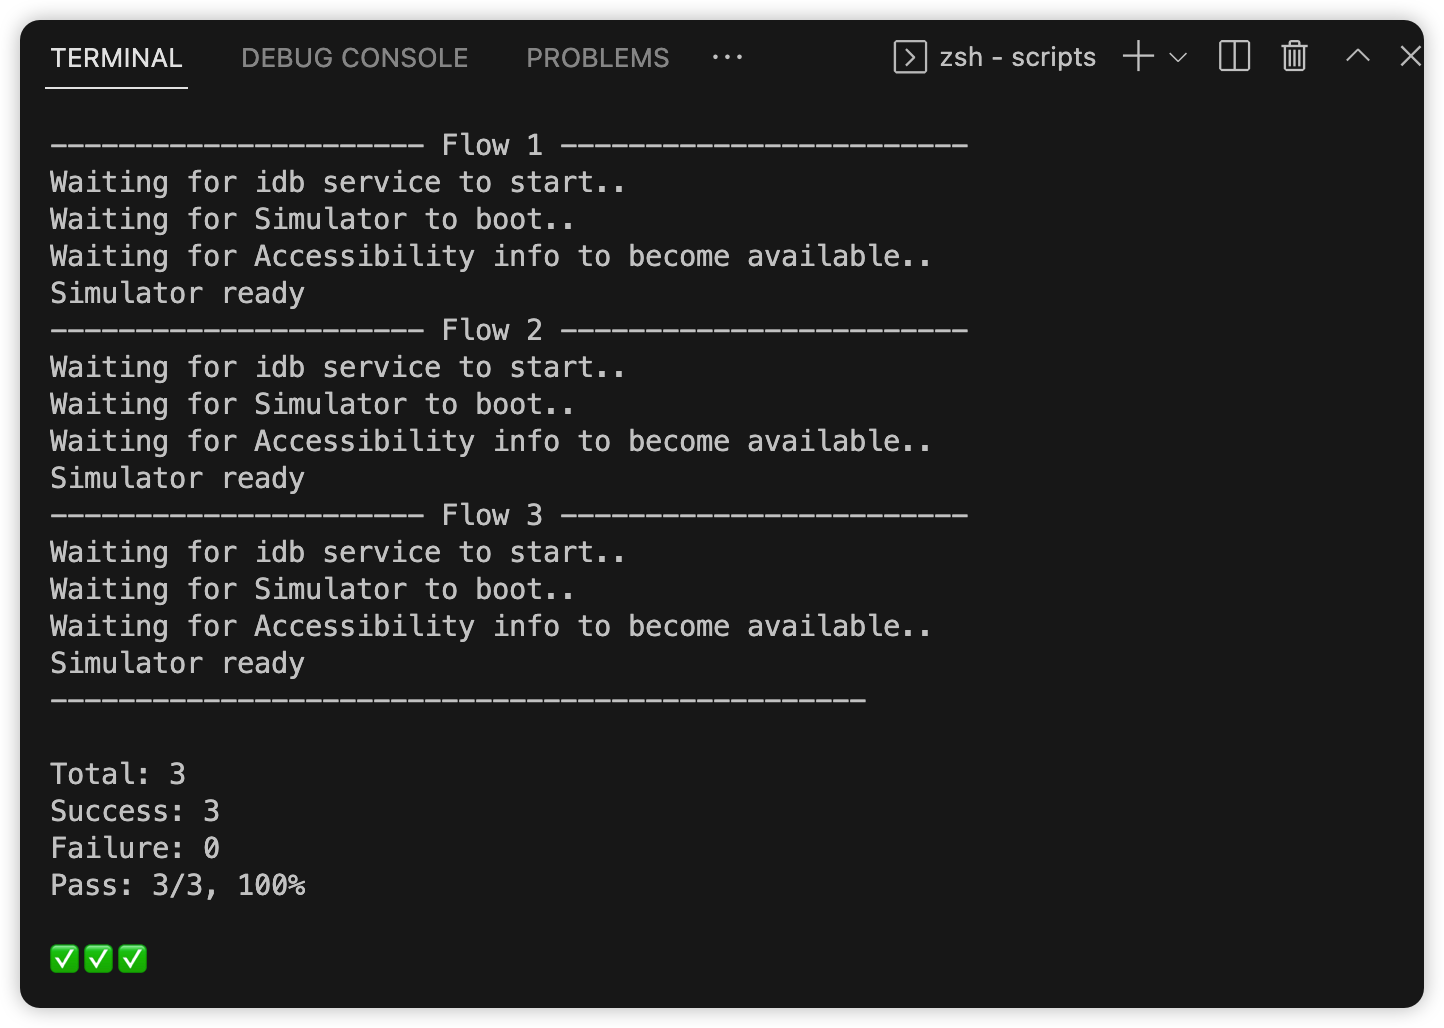 TERMINAL DEBUG CONSOLE PROBLEMS ··· zsh - scripts
---------------------- Flow 1 ------------------------
Waiting for idb service to start..
Waiting for Simulator to boot..
Waiting for Accessibility info to become available..
Simulator ready
---------------------- Flow 2 ------------------------
Waiting for idb service to start..
Waiting for Simulator to boot..
Waiting for Accessibility info to become available..
Simulator ready
---------------------- Flow 3 ------------------------
Waiting for idb service to start..
Waiting for Simulator to boot..
Waiting for Accessibility info to become available..
Simulator ready
------------------------------------------------
Total: 3
Success: 3
Failure: 0
Pass: 3/3, 100%
✅✅✅